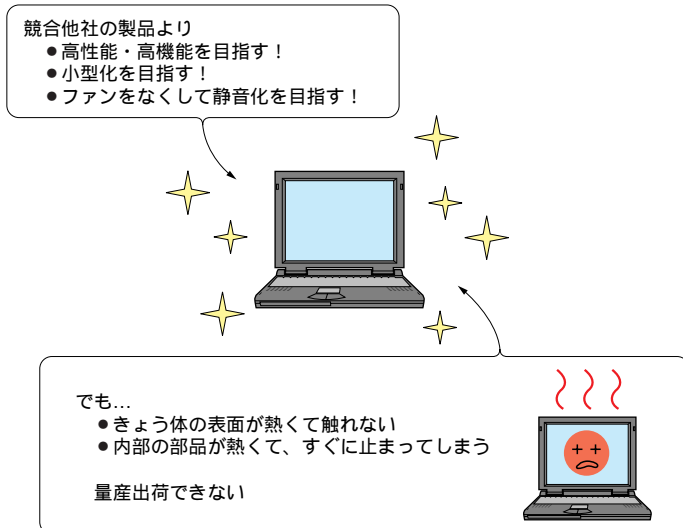 競合他社の製品より
●高性能・高機能を目指す！
●小型化を目指す！
●ファンをなくして静音化を目指す！
でも…
●きょう体の表面が熱くて触れない
●内部の部品が熱くて、すぐに止まってしまう
量産出荷できない